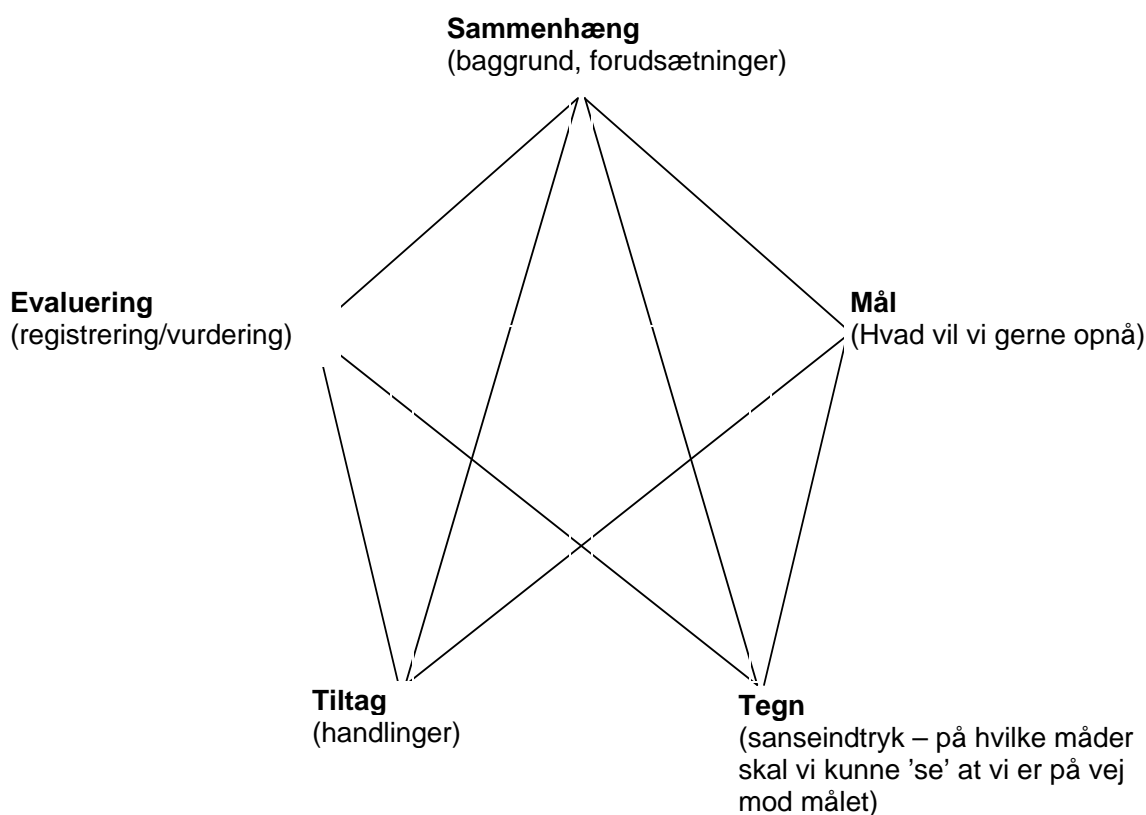 Sammenhæng
(baggrund, forudsætninger)
Evaluering
(registrering/vurdering)
Mål
(Hvad vil vi gerne opnå)
Tiltag
(handlinger)
Tegn
(sanseindtryk – på hvilke måder
skal vi kunne ’se’ at vi er på vej
mod målet)